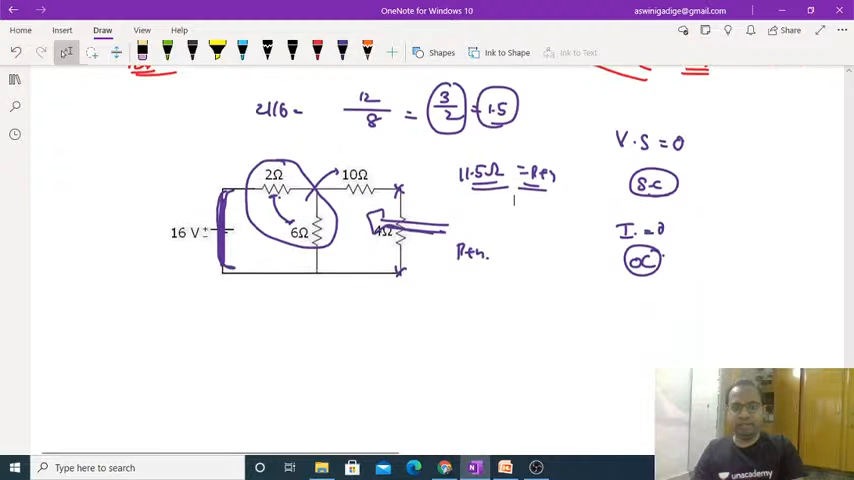 OneNote for Windows 10
aswinigadige@gmail.com
Home Insert Draw View Help
Shapes Ink to Shape Ink to Text
2||6 = 12/8 = 3/2 = 1.5
V.S = 0
S.C
11.5Ω = Rth
I. = 0
OC
2Ω 10Ω
16 V 6Ω 4Ω
Rth.
unacademy
Type here to search